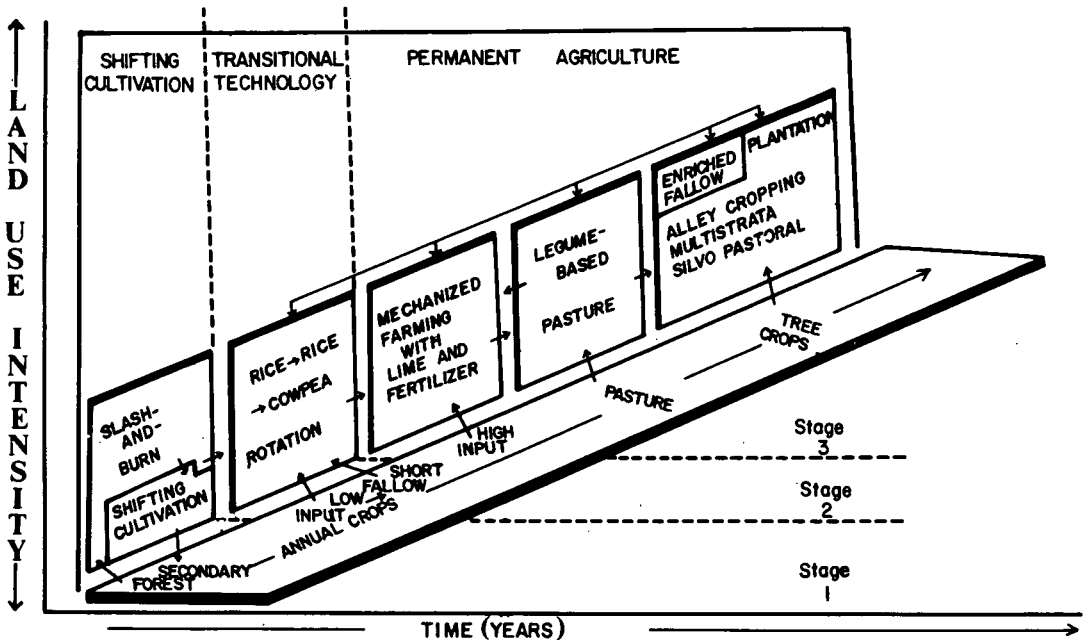 LAND USE INTENSITY
SHIFTING
CULTIVATION
TRANSITIONAL
TECHNOLOGY
PERMANENT AGRICULTURE
SLASH-
AND-
BURN
SHIFTING
CULTIVATION
RICE→RICE
→COWPEA
ROTATION
MECHANIZED
FARMING
WITH
LIME AND
FERTILIZER
LEGUME-
BASED
PASTURE
ENRICHED
FALLOW
PLANTATION
ALLEY CROPPING
MULTISTRATA
SILVO PASTORAL
FOREST
SECONDARY
LOW
INPUT
SHORT
FALLOW
HIGH
INPUT
ANNUAL CROPS
PASTURE
TREE
CROPS
Stage
3
Stage
2
Stage
1
TIME (YEARS)